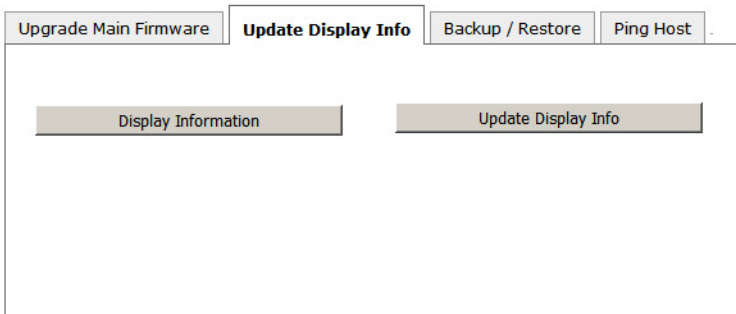 Upgrade Main Firmware Update Display Info Backup / Restore Ping Host
Display Information Update Display Info